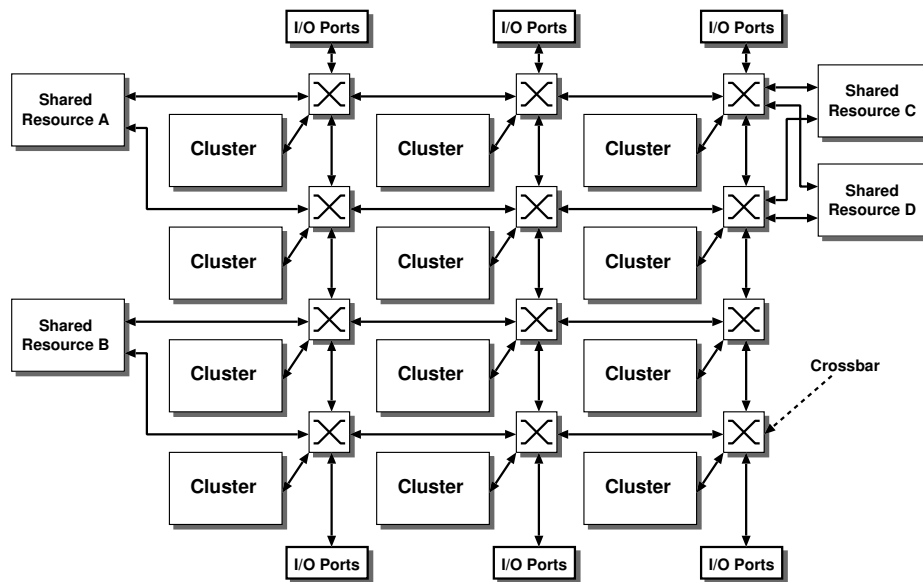 I/O Ports
I/O Ports
I/O Ports
Shared
Resource A
Shared
Resource C
Cluster
Cluster
Cluster
Shared
Resource D
Cluster
Cluster
Cluster
Shared
Resource B
Cluster
Cluster
Cluster
Crossbar
Cluster
Cluster
Cluster
I/O Ports
I/O Ports
I/O Ports